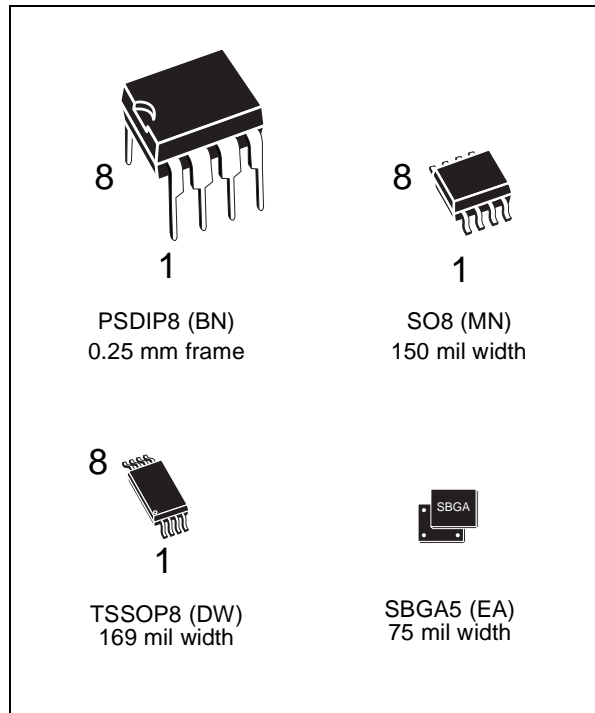 8
1
PSDIP8 (BN)
0.25 mm frame
8
1
SO8 (MN)
150 mil width
8
1
TSSOP8 (DW)
169 mil width
SBGA
SBGA5 (EA)
75 mil width